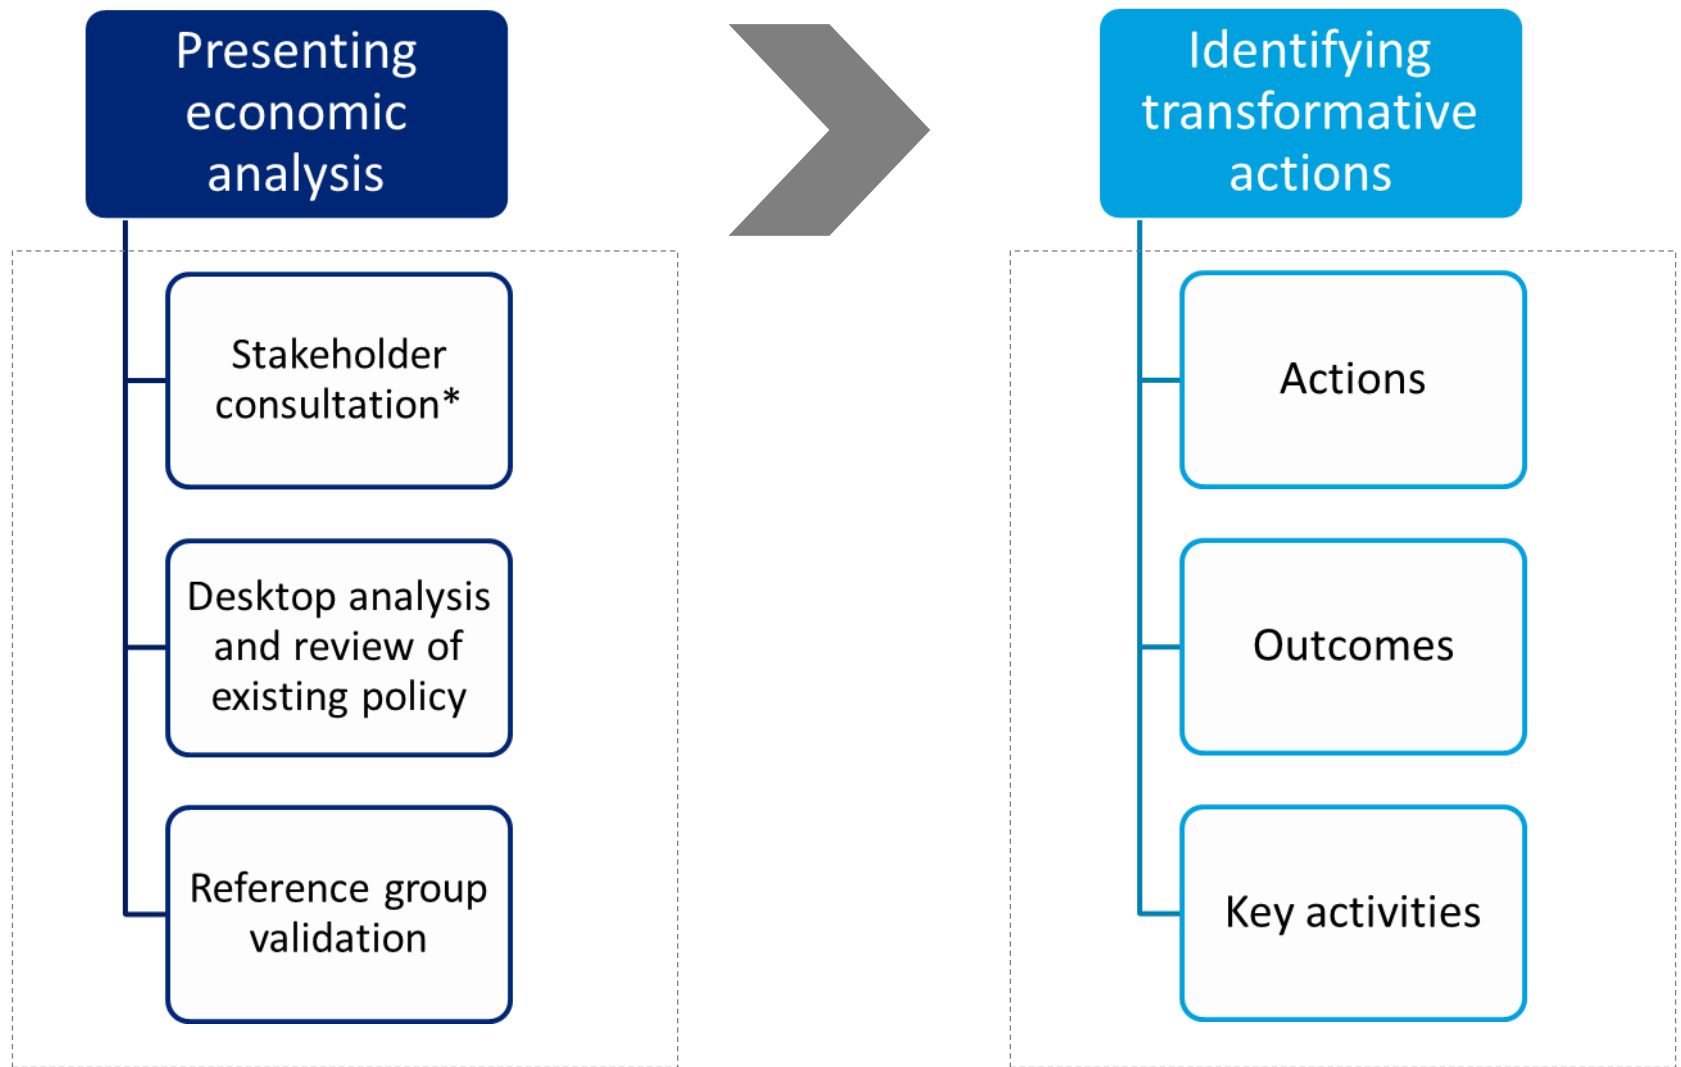 Presenting
economic
analysis
Stakeholder
consultation*
Desktop analysis
and review of
existing policy
Reference group
validation
Identifying
transformative
actions
Actions
Outcomes
Key activities